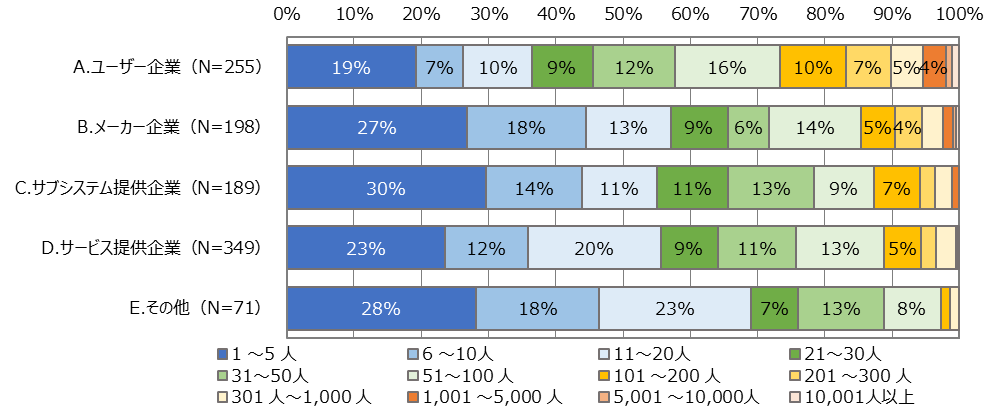 0% 10% 20% 30% 40% 50% 60% 70% 80% 90% 100%
A.ユーザー企業（N=255） 19% 7% 10% 9% 12% 16% 10% 7% 5% 4%
B.メーカー企業（N=198） 27% 18% 13% 9% 6% 14% 5% 4%
C.サブシステム提供企業（N=189） 30% 14% 11% 11% 13% 9% 7%
D.サービス提供企業（N=349） 23% 12% 20% 9% 11% 13% 5%
E.その他（N=71） 28% 18% 23% 7% 13% 8%
1 ～5 人 6 ～10人 11～20人 21～30人
31～50人 51～100 人 101～200 人 201～300 人
301 人～1,000 人 1,001 ～5,000 人 5,001 ～10,000人 10,001人以上